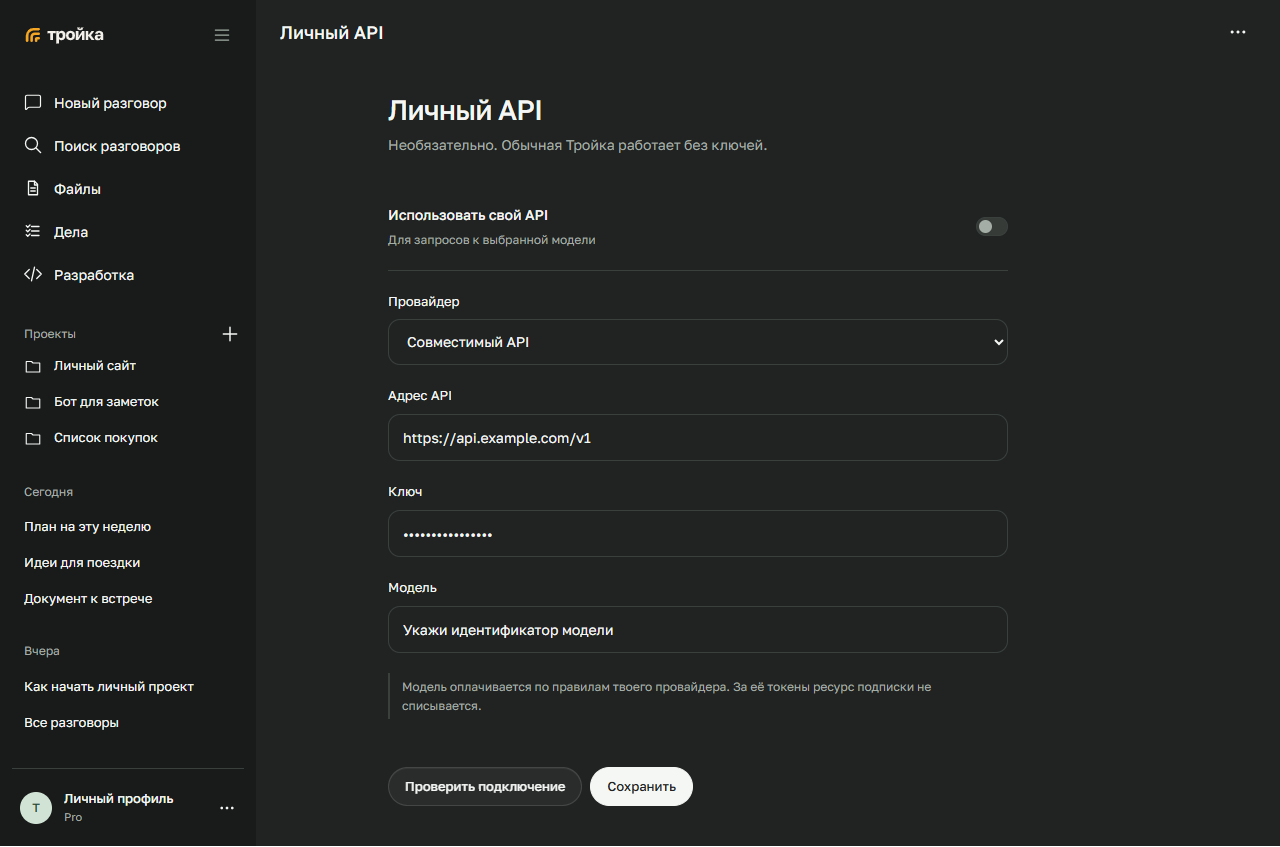 тройка
Личный API
Новый разговор
Поиск разговоров
Файлы
Дела
Разработка
Проекты
Личный сайт
Бот для заметок
Список покупок
Сегодня
План на эту неделю
Идеи для поездки
Документ к встрече
Вчера
Как начать личный проект
Все разговоры
Т
Личный профиль
Pro
Личный API
Необязательно. Обычная Тройка работает без ключей.
Использовать свой API
Для запросов к выбранной модели
Провайдер
Совместимый API
Адрес API
https://api.example.com/v1
Ключ
••••••••••••••••
Модель
Укажи идентификатор модели
Модель оплачивается по правилам твоего провайдера. За её токены ресурс подписки не
списывается.
Проверить подключение
Сохранить